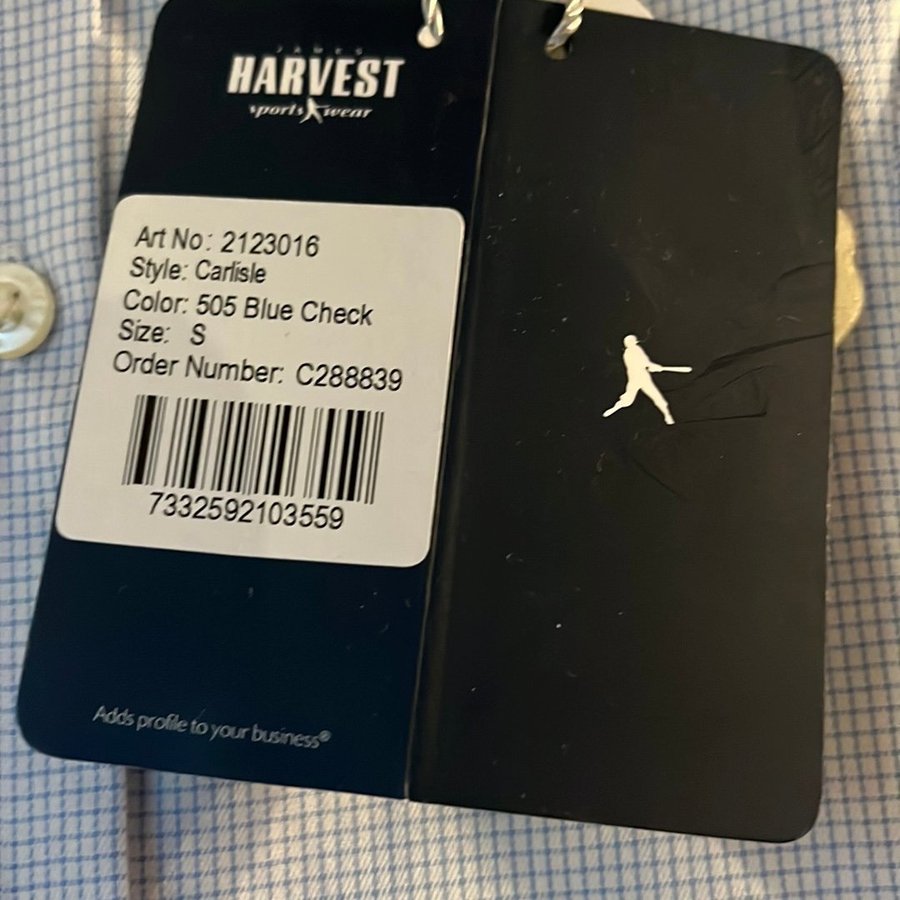 JAMES
HARVEST
sportswear
Art No: 2123016
Style: Carlisle
Color: 505 Blue Check
Size: S
Order Number: C288839
7332592103559
Adds profile to your business®